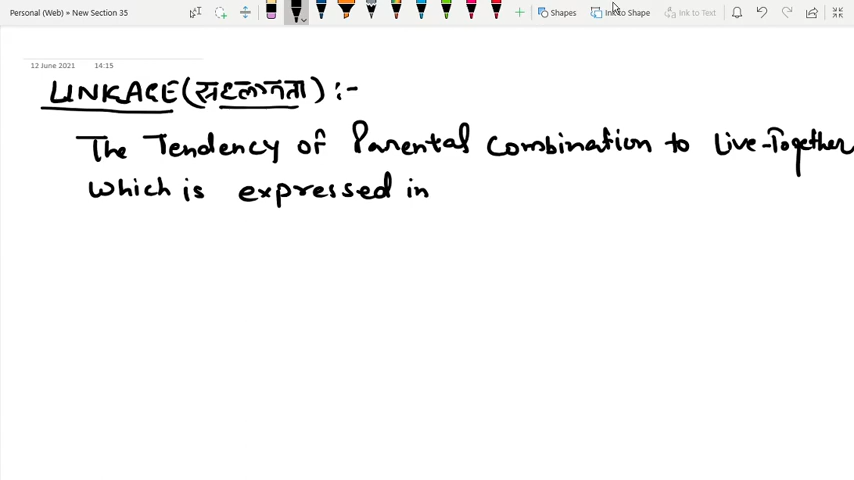 Personal (Web) » New Section 35
Shapes
Ink to Shape
Ink to Text
12 June 2021 14:15
LINKAGE (सहलग्नता) :-
The Tendency of Parental Combination to Live-Together
which is expressed in